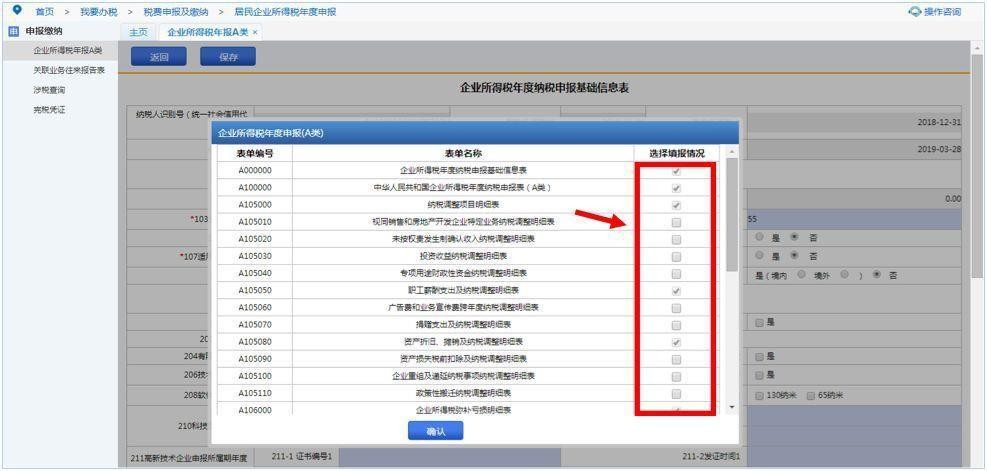 首页 > 我要办税 > 税费申报及缴纳 > 居民企业所得税年度申报 操作咨询
申报缴纳
主页 企业所得税年报A类 ×
企业所得税年报A类
关联业务往来报告表
涉税查询
完税凭证
返回 保存
企业所得税年度纳税申报基础信息表
纳税人识别号（统一社会信用代
2018-12-31
2019-03-28
0.00
*103
55
是 否
*107适用
是 否
是（境内 境外 ） 否
是
20
204有
是
206技
是
208软
130纳米 65纳米
210科技
211高新技术企业申报所属期年度 211-1 证书编号1 211-2发证时间1
企业所得税年度申报(A类)
表单编号 表单名称 选择填报情况
A000000 企业所得税年度纳税申报基础信息表
A100000 中华人民共和国企业所得税年度纳税申报表（A类）
A105000 纳税调整项目明细表
A105010 视同销售和房地产开发企业特定业务纳税调整明细表
A105020 未按权责发生制确认收入纳税调整明细表
A105030 投资收益纳税调整明细表
A105040 专项用途财政性资金纳税调整明细表
A105050 职工薪酬支出及纳税调整明细表
A105060 广告费和业务宣传费跨年度纳税调整明细表
A105070 捐赠支出及纳税调整明细表
A105080 资产折旧、摊销及纳税调整明细表
A105090 资产损失税前扣除及纳税调整明细表
A105100 企业重组及递延纳税事项纳税调整明细表
A105110 政策性搬迁纳税调整明细表
A106000 企业所得税弥补亏损明细表
确认